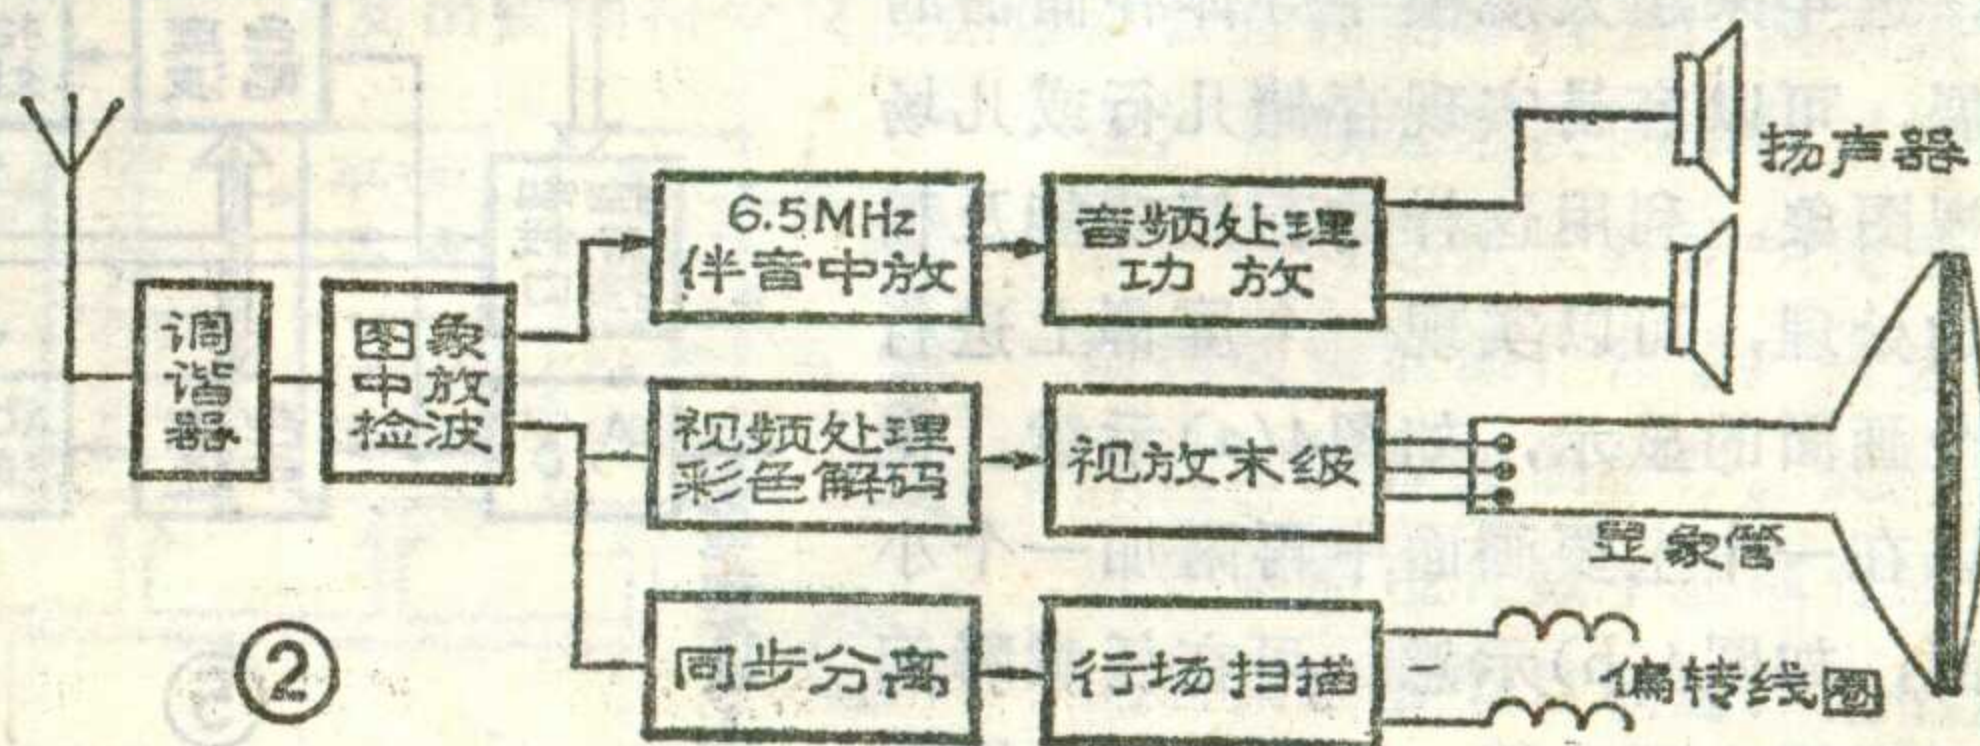 扬声器
6.5MHz
伴音中放
音频处理
功放
调谐器
图象
中放
检波
视频处理
彩色解码
视放末级
显象管
同步分离
行场扫描
偏转线圈
②